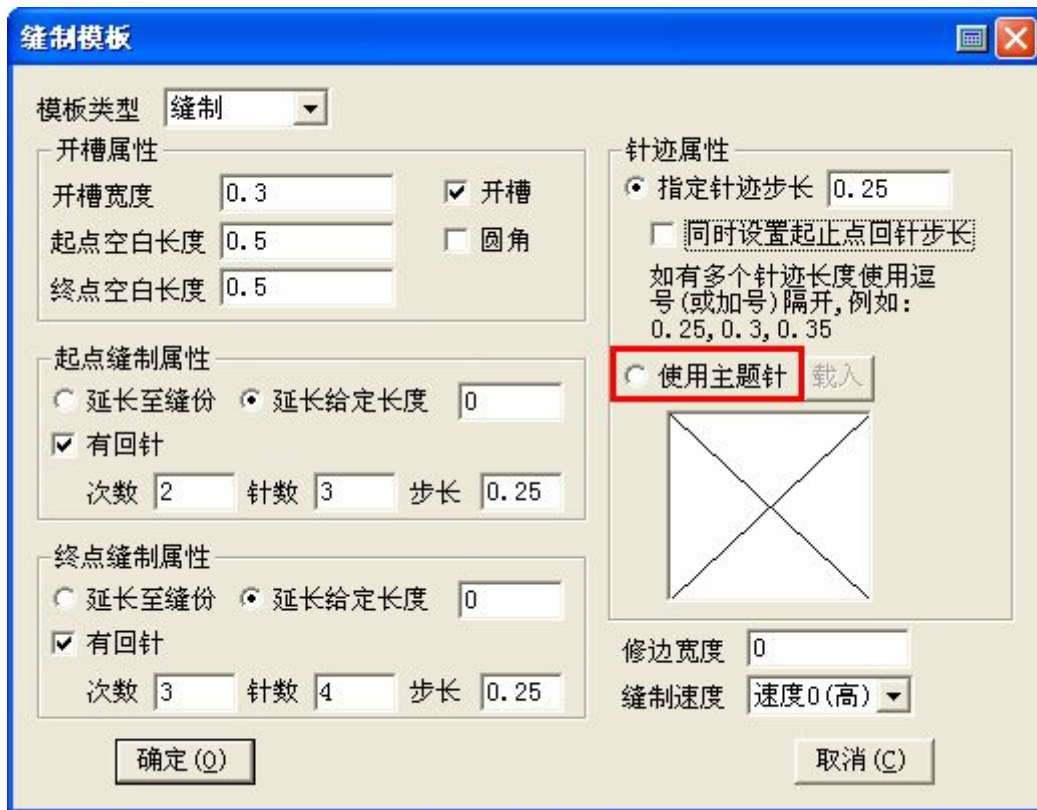 缝制模板
模板类型 缝制
开槽属性
开槽宽度 0.3 开槽
起点空白长度 0.5 圆角
终点空白长度 0.5
起点缝制属性
延长至缝份 延长给定长度 0
有回针
次数 2 针数 3 步长 0.25
终点缝制属性
延长至缝份 延长给定长度 0
有回针
次数 3 针数 4 步长 0.25
针迹属性
指定针迹步长 0.25
同时设置起止点回针步长
如有多个针迹长度使用逗
号(或加号)隔开,例如:
0.25,0.3,0.35
使用主题针 载入
修边宽度 0
缝制速度 速度0(高)
确定(O) 取消(C)